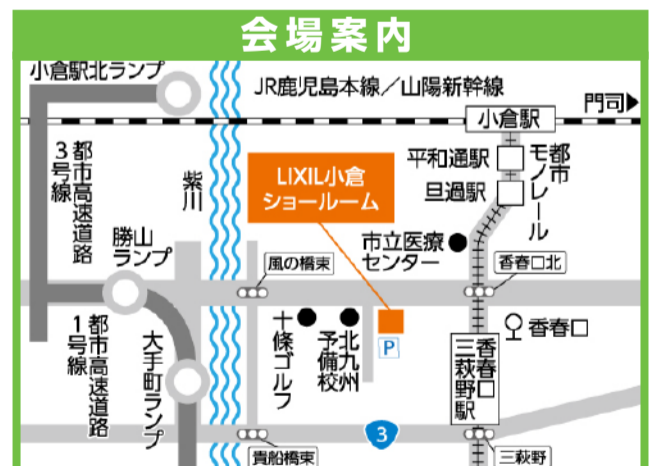 会場案内
小倉駅北ランプ
JR鹿児島本線／山陽新幹線
門司
小倉駅
都市高速道路
3号線
紫川
LIXIL小倉
ショールーム
平和通駅
旦過駅
都市
モノレール
勝山
ランプ
市立医療
センター
風の橋東
香春口北
都市高速道路
1号線
大手町ランプ
十條ゴルフ
北九州
予備校
P
香春口
香春口
三萩野駅
3
貴船橋東
三萩野